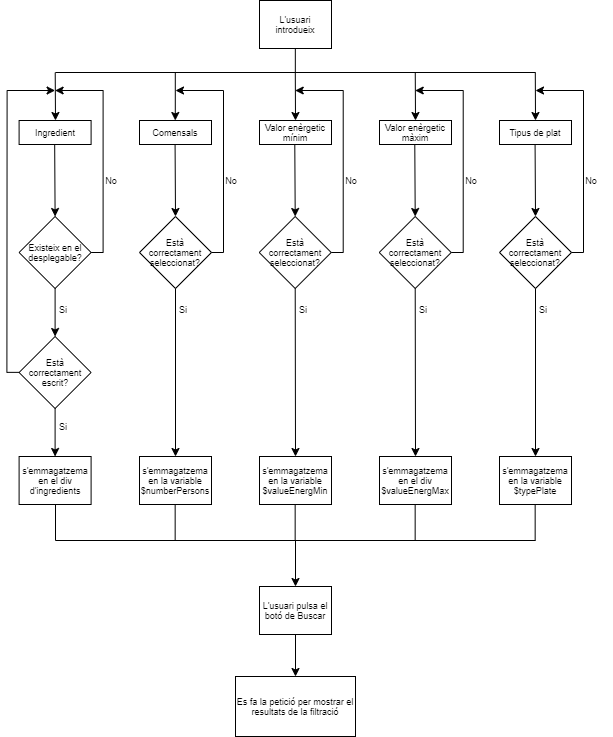 L'usuari
introdueix
Ingredient
Comensals
Valor enèrgetic
mínim
Valor enèrgetic
màxim
Tipus de plat
No
No
No
No
No
Existeix en el
desplegable?
Està
correctament
seleccionat?
Està
correctament
seleccionat?
Està
correctament
seleccionat?
Està
correctament
seleccionat?
Si
Si
Si
Si
Si
Està
correctament
escrit?
Si
s'emmagatzema
en el div
d'ingredients
s'emmagatzema
en la variable
$numberPersons
s'emmagatzema
en la variable
$valueEnergMin
s'emmagatzema
en el div
$valueEnergMax
s'emmagatzema
en la variable
$typePlate
L'usuari pulsa el
botó de Buscar
Es fa la petició per mostrar el
resultats de la filtració